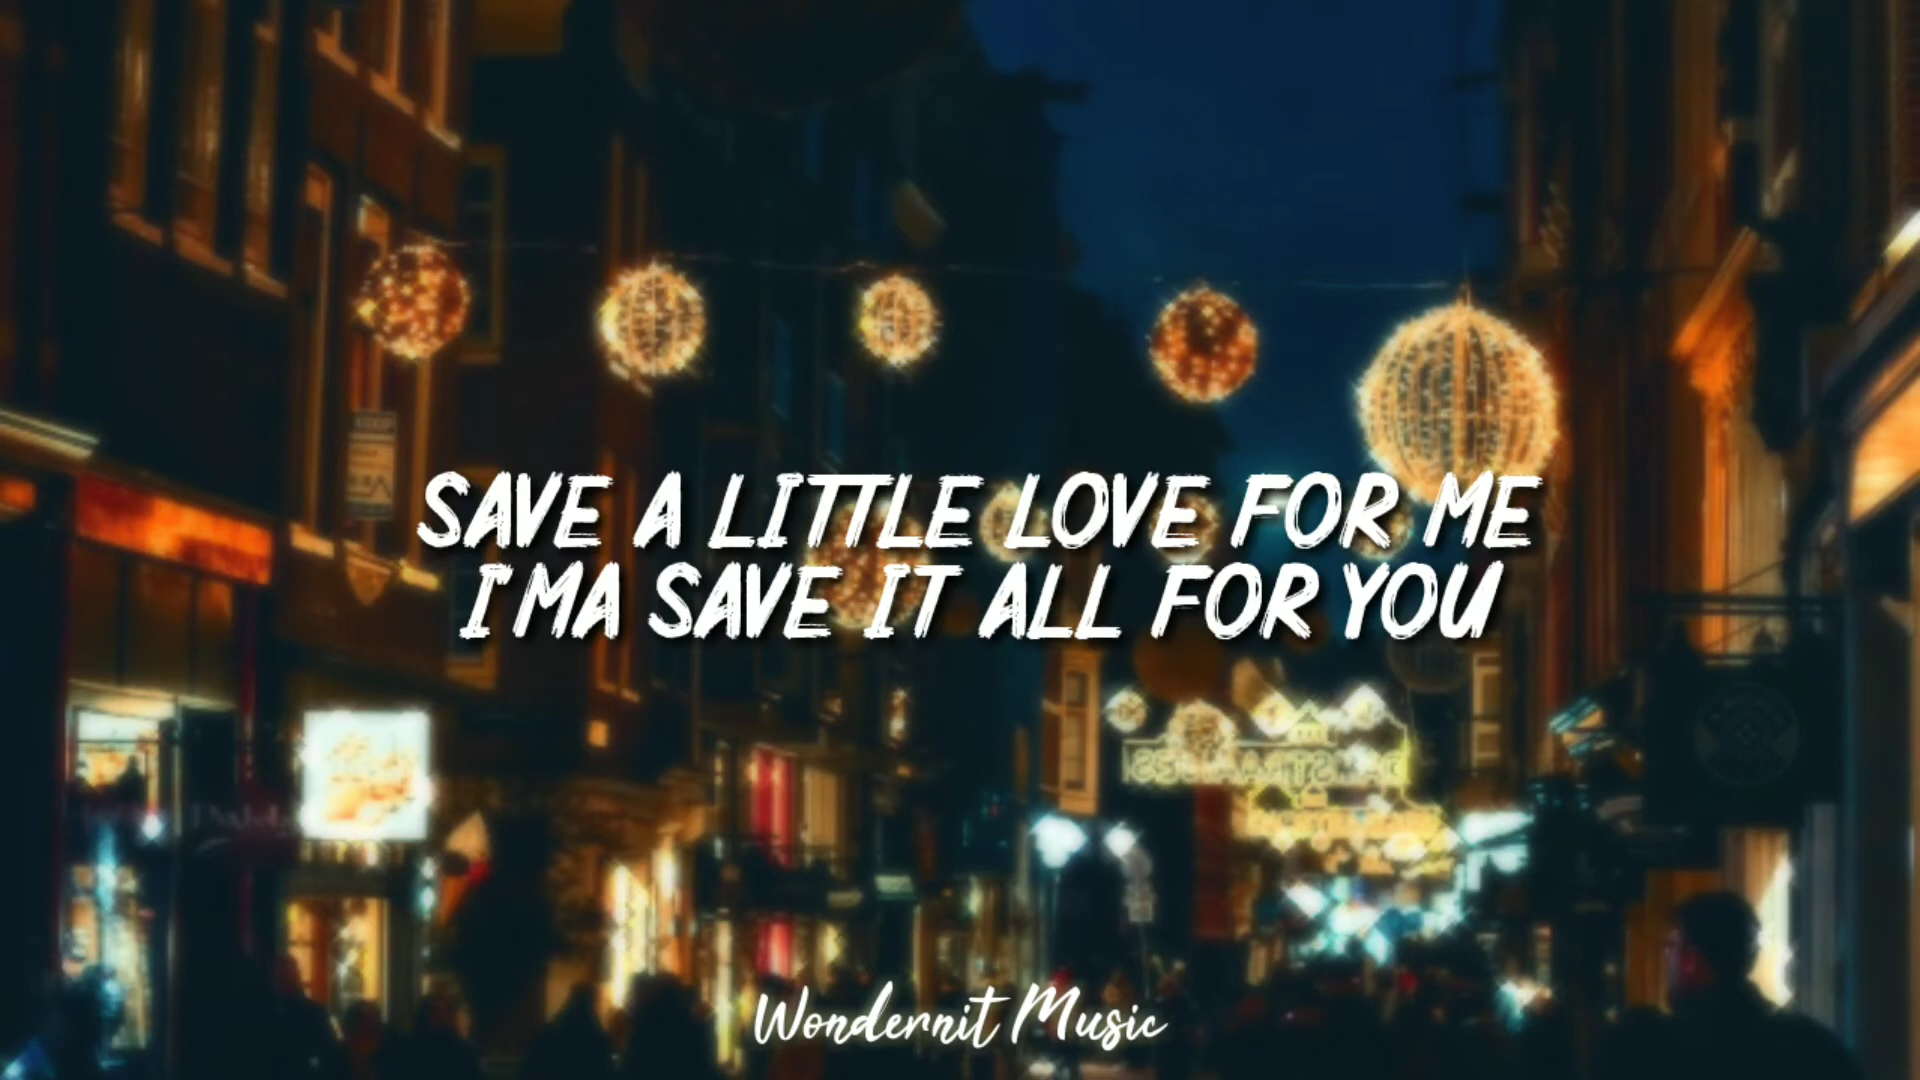 SAVE A LITTLE LOVE FOR ME
I'MA SAVE IT ALL FOR YOU
Wondernit Music